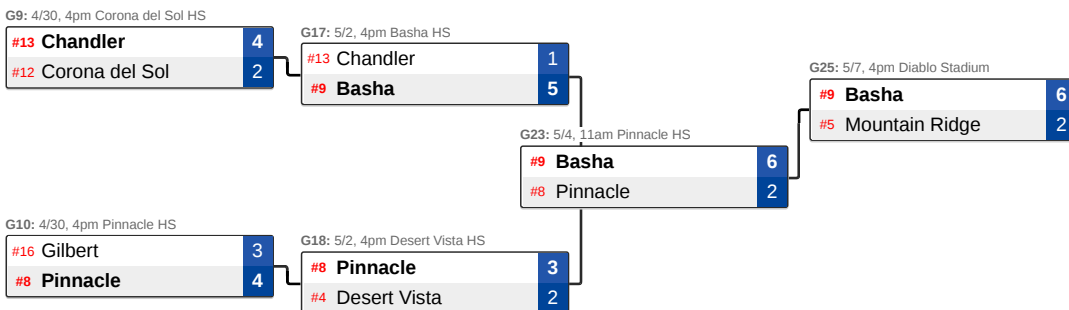 G9: 4/30, 4pm Corona del Sol HS
#13 Chandler 4
#12 Corona del Sol 2
G17: 5/2, 4pm Basha HS
#13 Chandler 1
#9 Basha 5
G25: 5/7, 4pm Diablo Stadium
#9 Basha 6
#5 Mountain Ridge 2
G23: 5/4, 11am Pinnacle HS
#9 Basha 6
#8 Pinnacle 2
G10: 4/30, 4pm Pinnacle HS
#16 Gilbert 3
#8 Pinnacle 4
G18: 5/2, 4pm Desert Vista HS
#8 Pinnacle 3
#4 Desert Vista 2